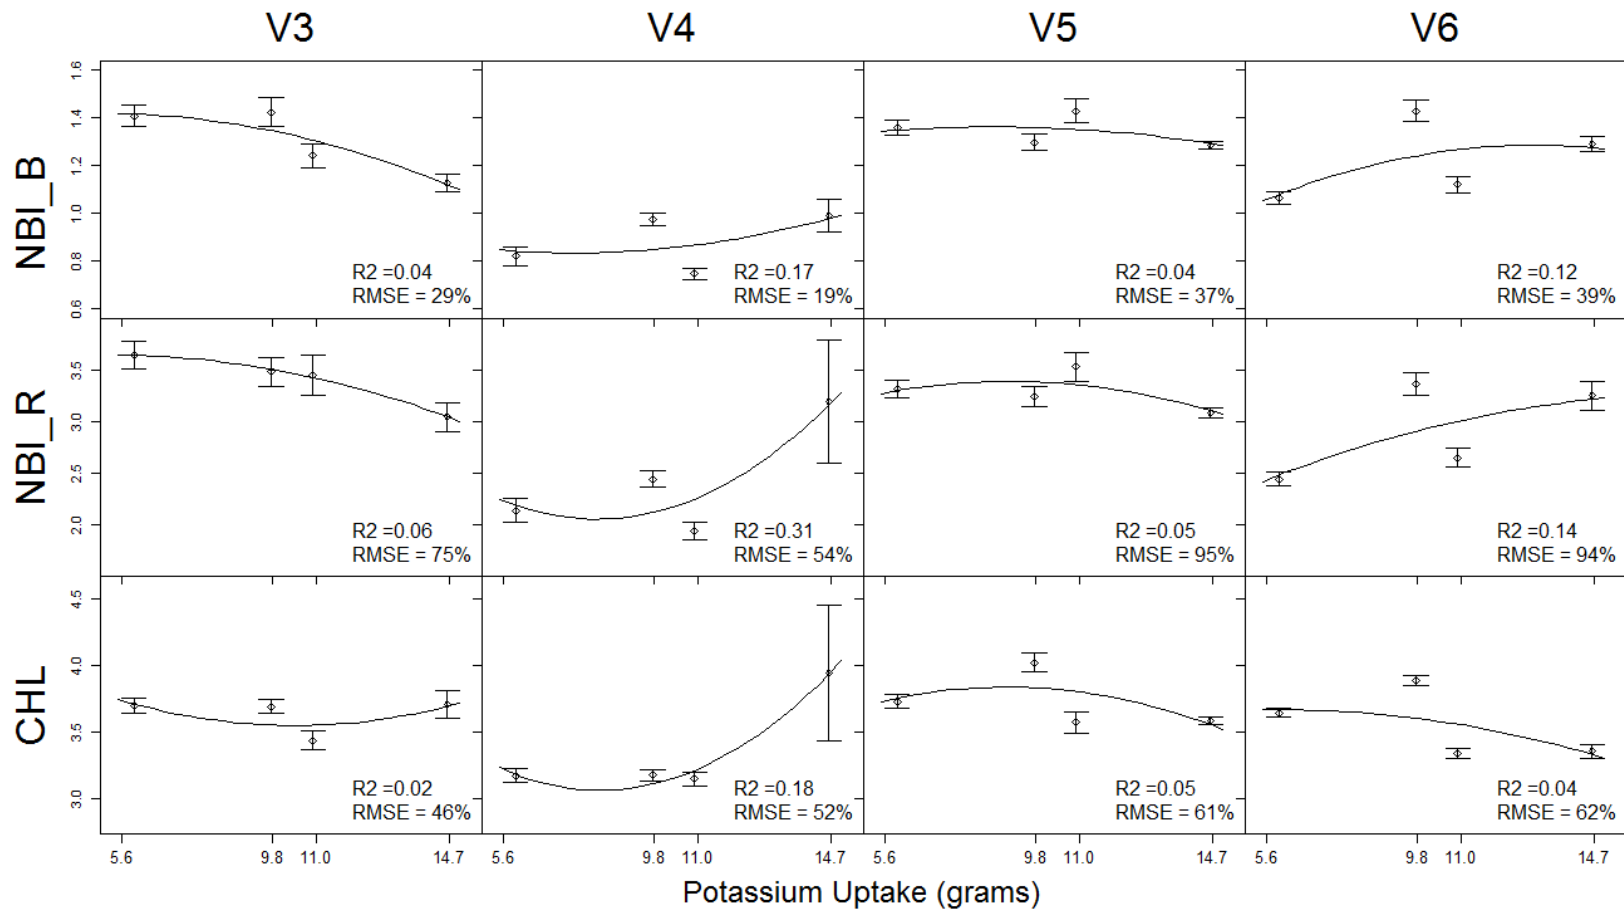 V3 V4 V5 V6
NBI_B
1.6
1.4
1.2
1.0
0.8
0.6
R2 =0.04
RMSE = 29%
R2 =0.17
RMSE = 19%
R2 =0.04
RMSE = 37%
R2 =0.12
RMSE = 39%
NBI_R
3.5
3.0
2.5
2.0
R2 =0.06
RMSE = 75%
R2 =0.31
RMSE = 54%
R2 =0.05
RMSE = 95%
R2 =0.14
RMSE = 94%
CHL
4.5
4.0
3.5
3.0
R2 =0.02
RMSE = 46%
R2 =0.18
RMSE = 52%
R2 =0.05
RMSE = 61%
R2 =0.04
RMSE = 62%
5.6 9.8 11.0 14.7 5.6 9.8 11.0 14.7 5.6 9.8 11.0 14.7 5.6 9.8 11.0 14.7
Potassium Uptake (grams)